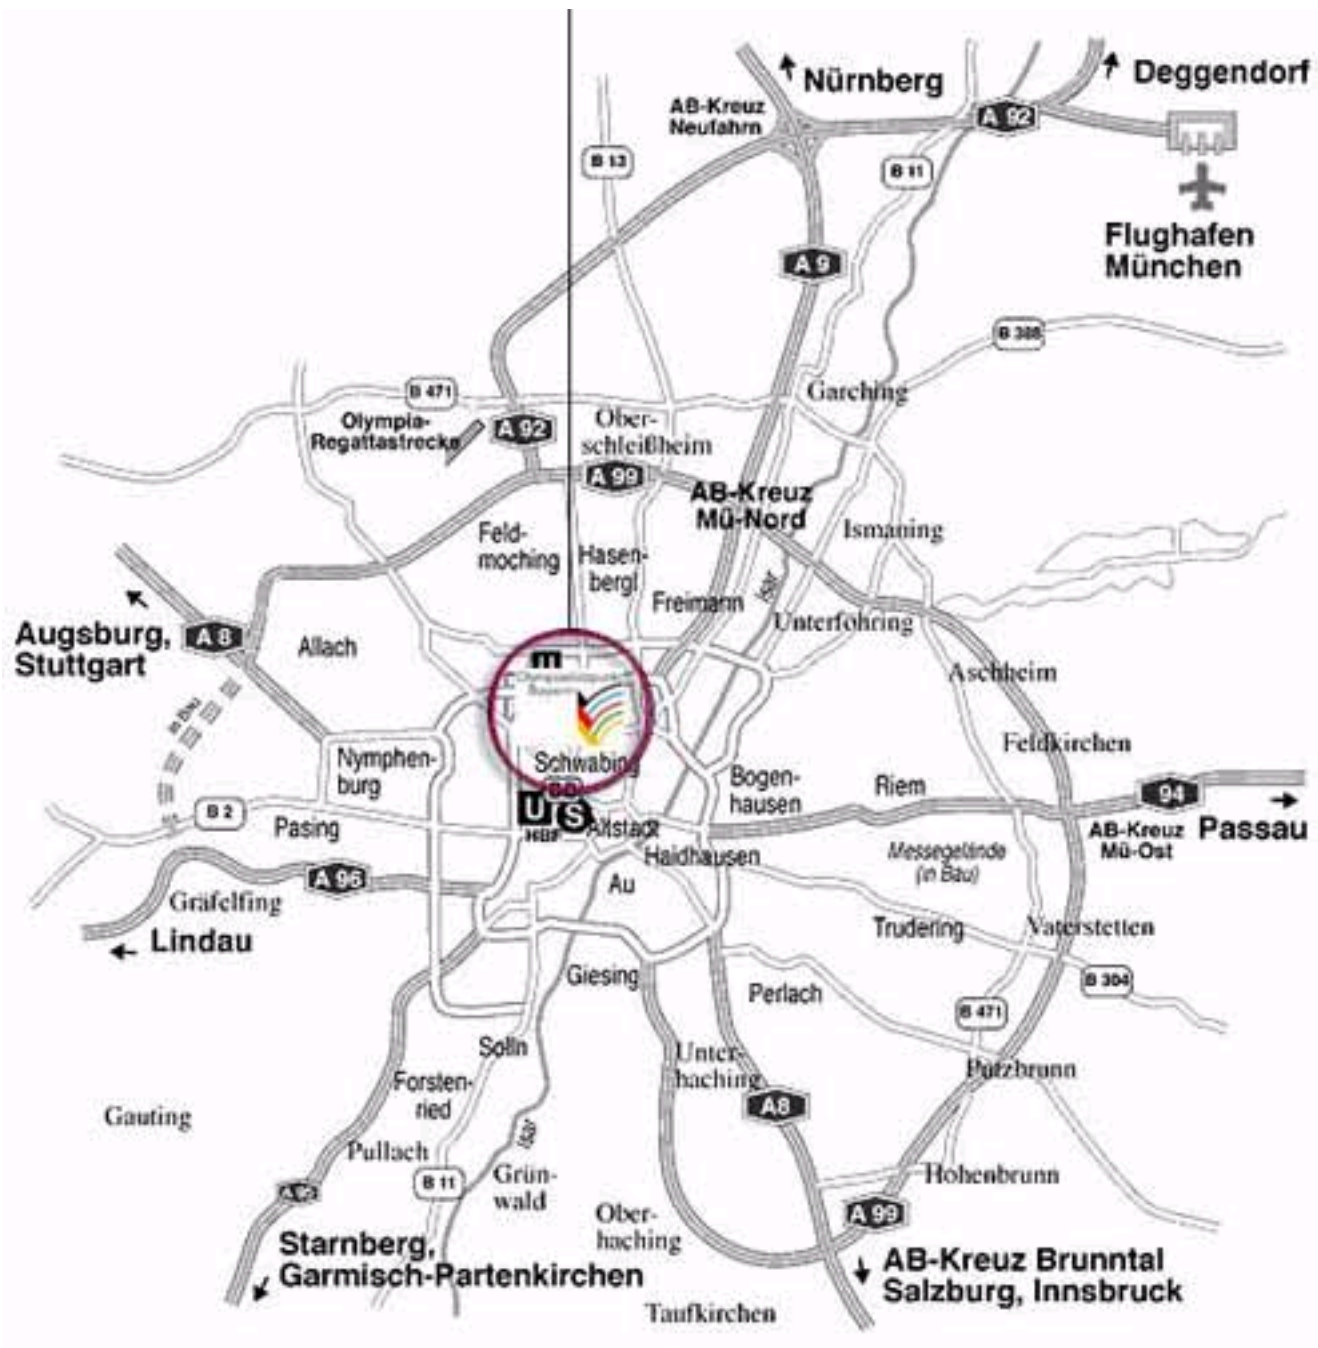 Nürnberg
Deggendorf
AB-Kreuz
Neufahrn
A 92
B 13
B 11
Flughafen
München
A 9
B 388
B 471
Garching
Olympia-
Regattastrecke
A 92
Ober-
schleißheim
A 99
AB-Kreuz
Mü-Nord
Ismaning
Feld-
moching
Hasen-
bergl
Freimann
Isar
Unterföhring
Augsburg,
Stuttgart
A 8
Allach
Aschheim
in Bau
Feldkirchen
Nymphen-
burg
Schwabing
Bogen-
hausen
Riem
94
B 2
Pasing
U S
HBF
Altstadt
AB-Kreuz
Mü-Ost
Passau
Haidhausen
Messegelände
(in Bau)
A 96
Au
Gräfelfing
Lindau
Trudering
Vaterstetten
Giesing
Perlach
B 304
B 471
Solln
Unter-
haching
Putzbrunn
Forsten-
ried
A8
Gauting
Pullach
Isar
B 11
Grün-
wald
Hohenbrunn
Ober-
haching
A 99
Starnberg,
Garmisch-Partenkirchen
AB-Kreuz Brunntal
Salzburg, Innsbruck
Taufkirchen